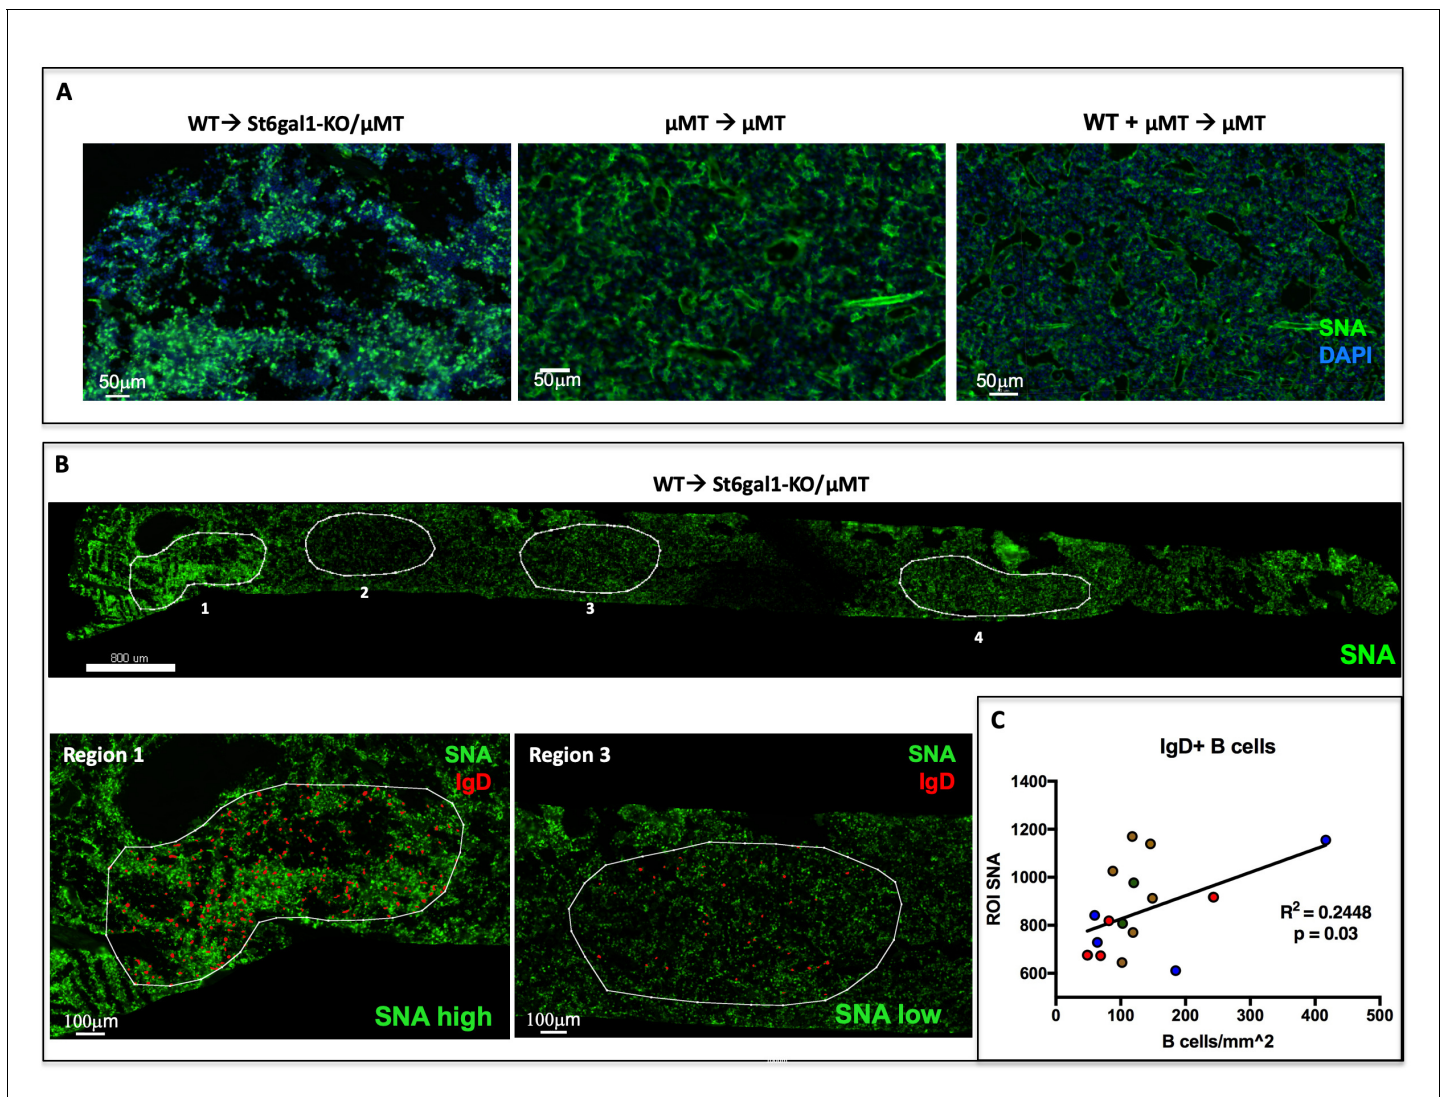 A
WT→ St6gal1-KO/µMT
µMT → µMT
WT + µMT → µMT
50µm
50µm
50µm
SNA
DAPI
B
WT→ St6gal1-KO/µMT
1
2
3
4
800 um
SNA
Region 1
SNA
IgD
SNA high
100µm
Region 3
SNA
IgD
SNA low
100µm
C
IgD+ B cells
ROI SNA
1400
1200
1000
800
600
R² = 0.2448
p = 0.03
0 100 200 300 400 500
B cells/mm^2